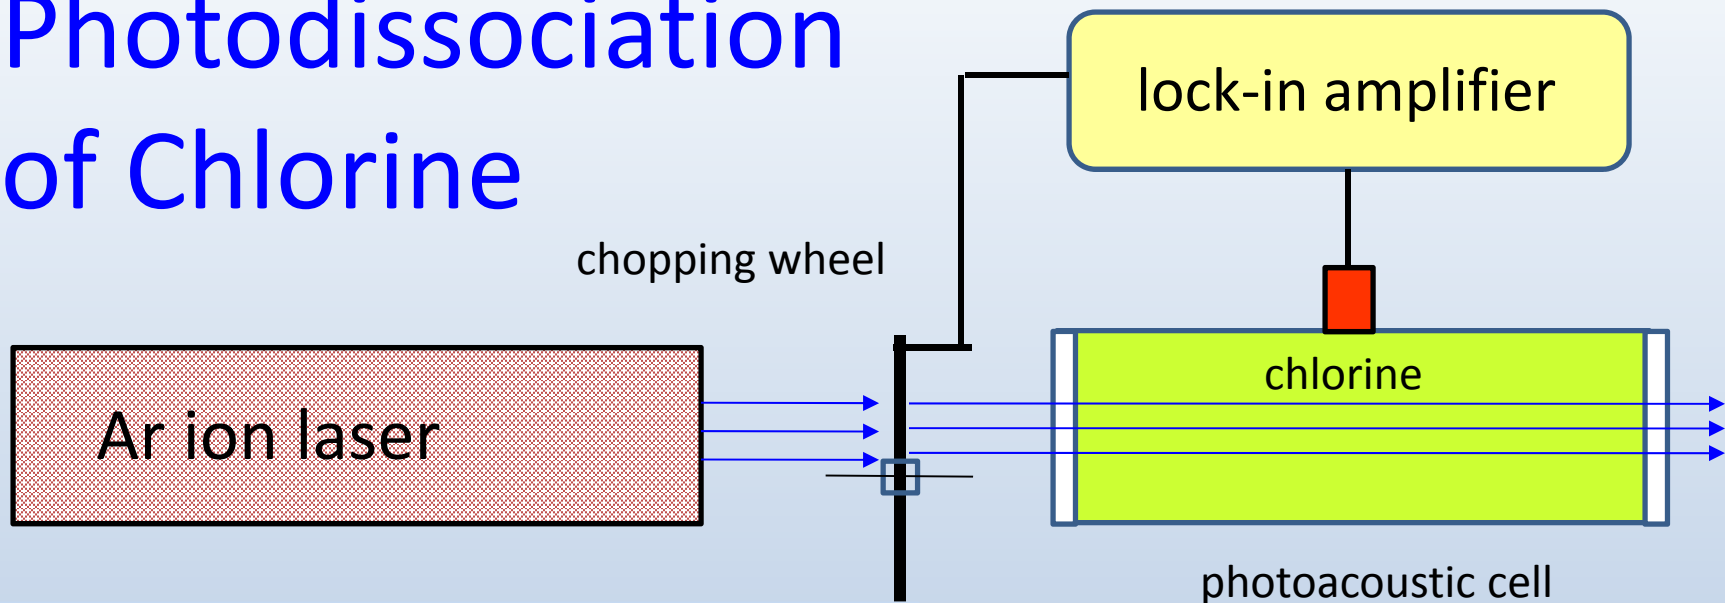 Photodissociation
of Chlorine
lock-in amplifier
chopping wheel
chlorine
Ar ion laser
photoacoustic cell